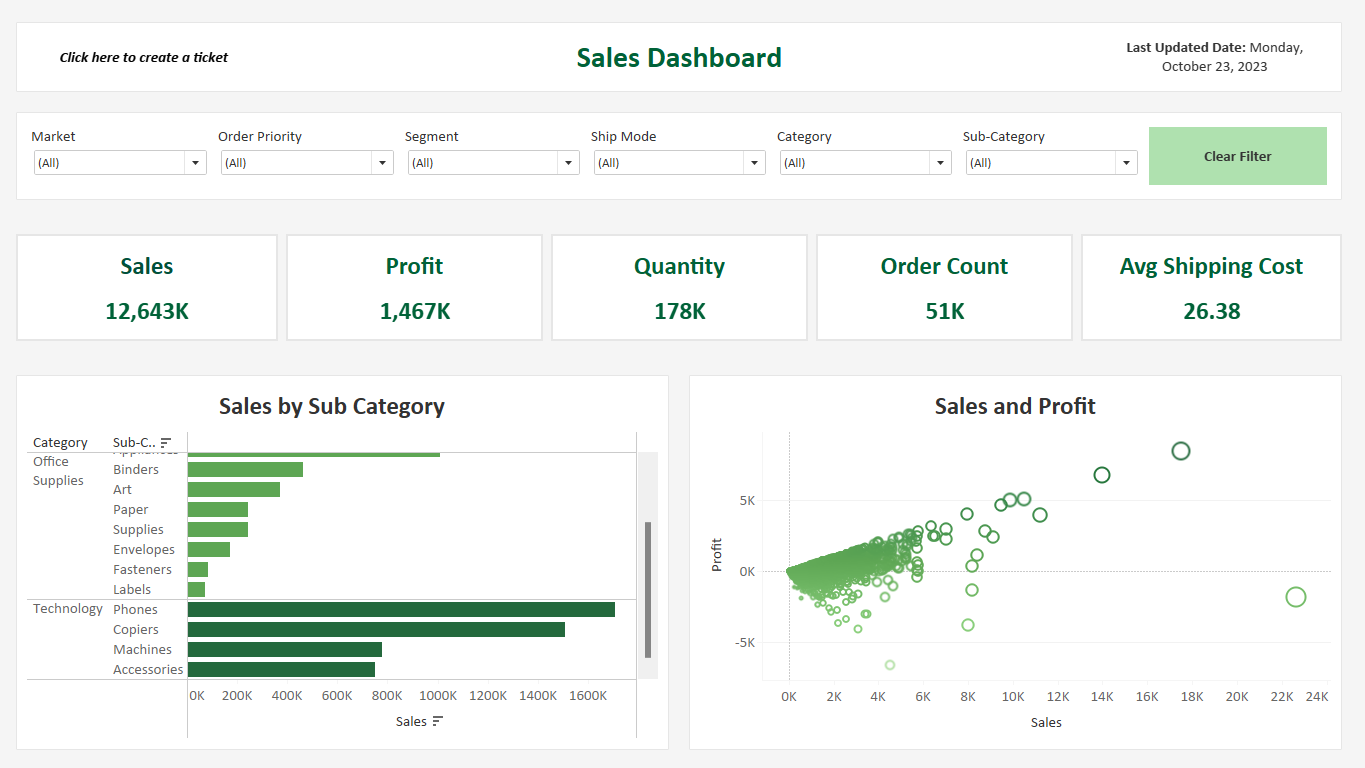 Click here to create a ticket
Sales Dashboard
Last Updated Date: Monday,
October 23, 2023
Market
Order Priority
Segment
Ship Mode
Category
Sub-Category
(All)
(All)
(All)
(All)
(All)
(All)
Clear Filter
Sales
12,643K
Profit
1,467K
Quantity
178K
Order Count
51K
Avg Shipping Cost
26.38
Sales by Sub Category
Category
Sub-C..
Office
Supplies
Binders
Art
Paper
Supplies
Envelopes
Fasteners
Labels
Technology
Phones
Copiers
Machines
Accessories
0K 200K 400K 600K 800K 1000K 1200K 1400K 1600K
Sales
Sales and Profit
Profit
5K
0K
-5K
0K 2K 4K 6K 8K 10K 12K 14K 16K 18K 20K 22K 24K
Sales